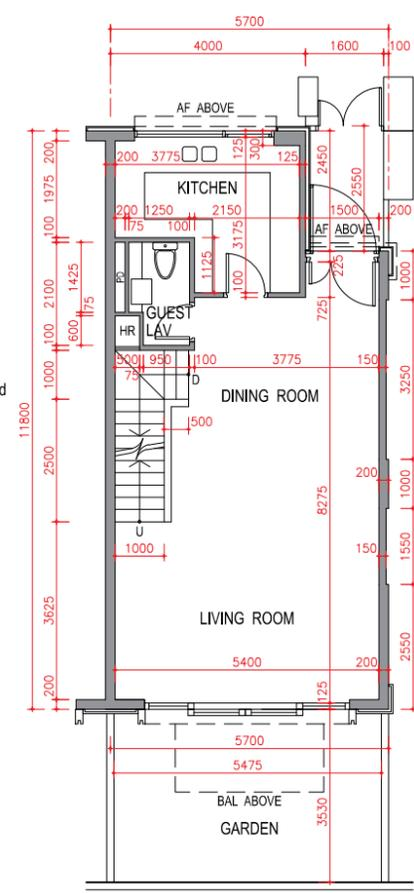 5700
4000 1600 100
AF ABOVE
200 3775 125 125 300
2450
2550
200
1975
100
KITCHEN
200 1250 2150 1500 200
75 100
3175
AF ABOVE
1425
2100
75
PD
1125
225
1000
GUEST
LAV
100
725
600
100
HR
500 950 100 3775 150
75
D
1000
DINING ROOM
3250
d
500
11800
2500
8275
200
1000
U
1000
150
1550
3625
LIVING ROOM
2550
5400 200
200
125
5700
5475
BAL ABOVE
3530
GARDEN